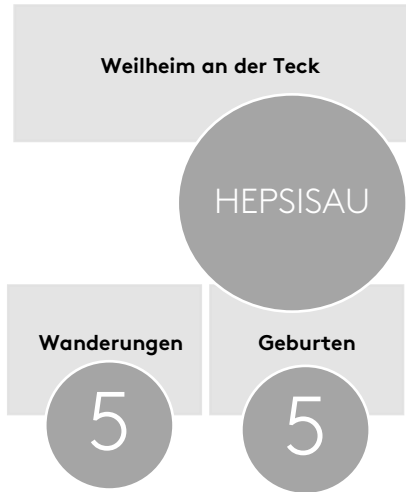 Weilheim an der Teck
HEPSISAU
Wanderungen
Geburten
5
5